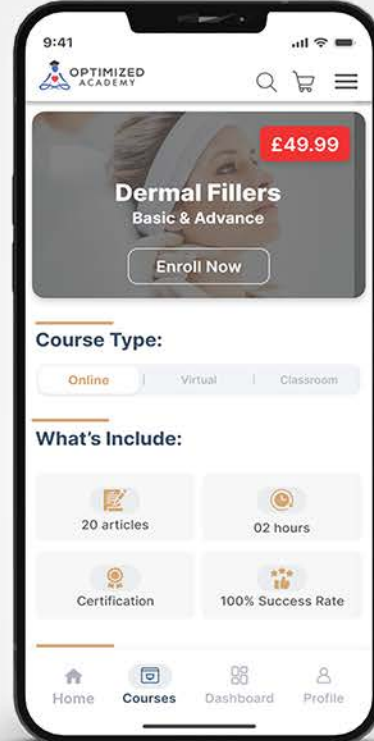 9:41
OPTIMIZED
ACADEMY
£49.99
Dermal Fillers
Basic & Advance
Enroll Now
Course Type:
Online
Virtual
Classroom
What's Include:
20 articles
02 hours
Certification
100% Success Rate
Home
Courses
Dashboard
Profile